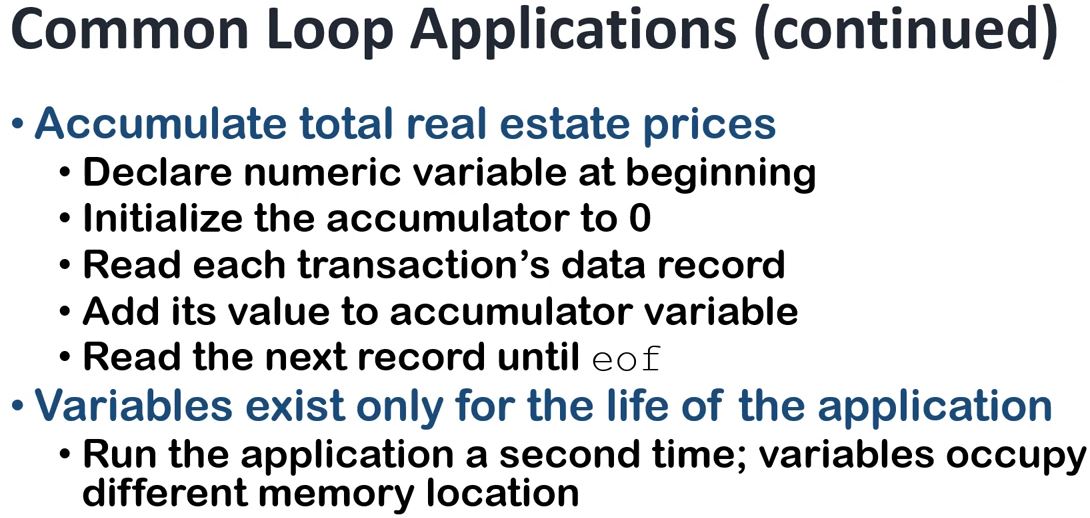 Common Loop Applications (continued)
• Accumulate total real estate prices
• Declare numeric variable at beginning
• Initialize the accumulator to 0
• Read each transaction’s data record
• Add its value to accumulator variable
• Read the next record until eof
• Variables exist only for the life of the application
• Run the application a second time; variables occupy
different memory location